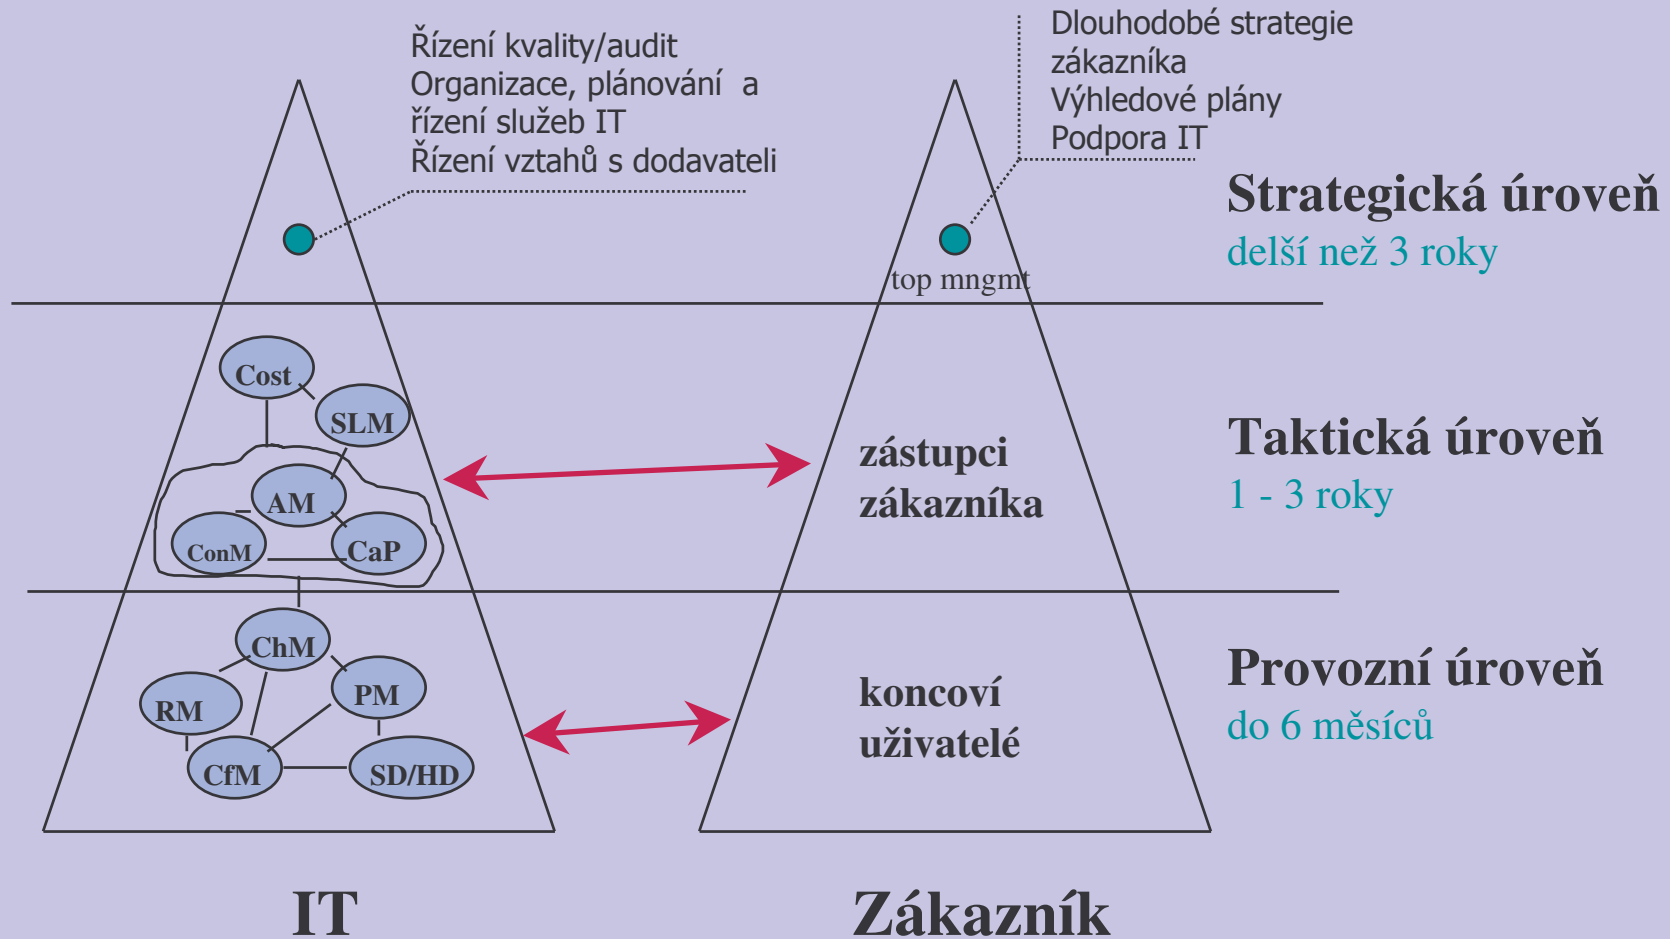 Řízení kvality/audit
Organizace, plánování a
řízení služeb IT
Řízení vztahů s dodavateli
Dlouhodobé strategie
zákazníka
Výhledové plány
Podpora IT
Strategická úroveň
delší než 3 roky
top mngmt
Cost
SLM
AM
ConM
CaP
zástupci
zákazníka
Taktická úroveň
1 - 3 roky
ChM
RM
PM
CfM
SD/HD
koncoví
uživatelé
Provozní úroveň
do 6 měsíců
IT
Zákazník